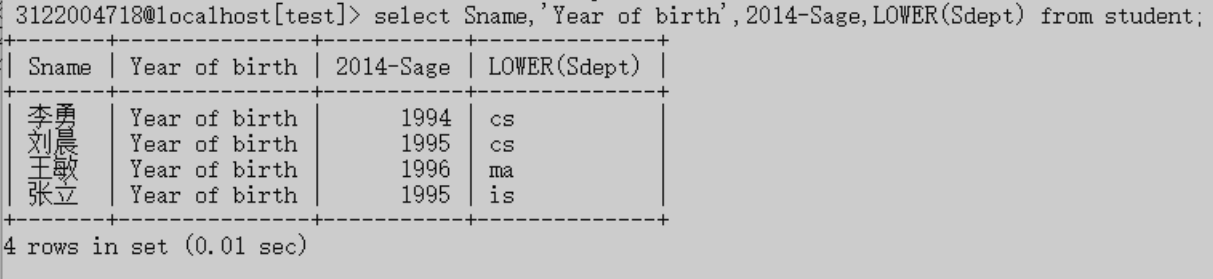 3122004718@localhost[test]> select Sname,'Year of birth',2014-Sage,LOWER(Sdept) from student;
+-------+---------------+-----------+--------------+
| Sname | Year of birth | 2014-Sage | LOWER(Sdept) |
+-------+---------------+-----------+--------------+
| 李勇 | Year of birth | 1994 | cs |
| 刘晨 | Year of birth | 1995 | cs |
| 王敏 | Year of birth | 1996 | ma |
| 张立 | Year of birth | 1995 | is |
+-------+---------------+-----------+--------------+
4 rows in set (0.01 sec)